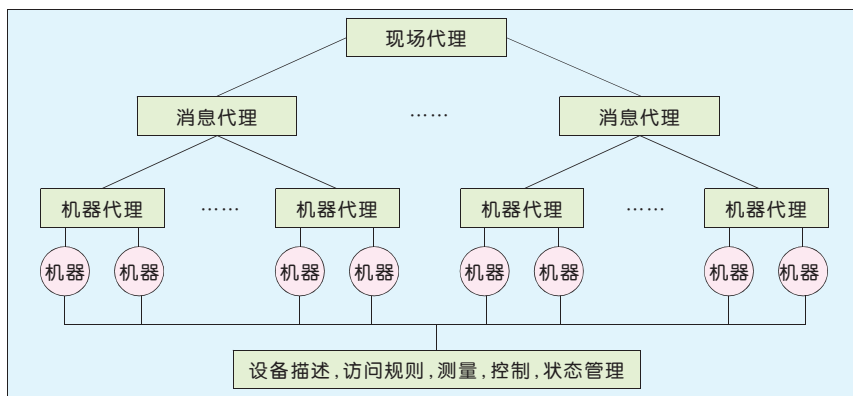 现场代理
消息代理 …… 消息代理
机器代理 …… 机器代理 机器代理 …… 机器代理
机器 机器 机器 机器 机器 机器 机器 机器
设备描述,访问规则,测量,控制,状态管理